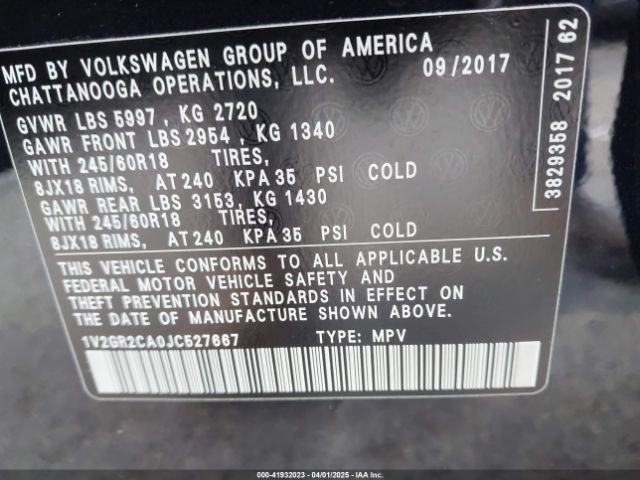 MFD BY VOLKSWAGEN GROUP OF AMERICA
CHATTANOOGA OPERATIONS, LLC. 09/2017
GVWR LBS 5997 , KG 2720
GAWR FRONT LBS 2954 , KG 1340
WITH 245/60R18 TIRES,
8JX18 RIMS, AT 240 KPA 35 PSI COLD
GAWR REAR LBS 3153, KG 1430
WITH 245/60R18 TIRES,
8JX18 RIMS, AT 240 KPA 35 PSI COLD
THIS VEHICLE CONFORMS TO ALL APPLICABLE U.S.
FEDERAL MOTOR VEHICLE SAFETY AND
THEFT PREVENTION STANDARDS IN EFFECT ON
THE DATE OF MANUFACTURE SHOWN ABOVE.
1V2GR2CA0JC527667 TYPE: MPV
3829358 2017 62
000-41932023 - 04/01/2025 - IAA, Inc.